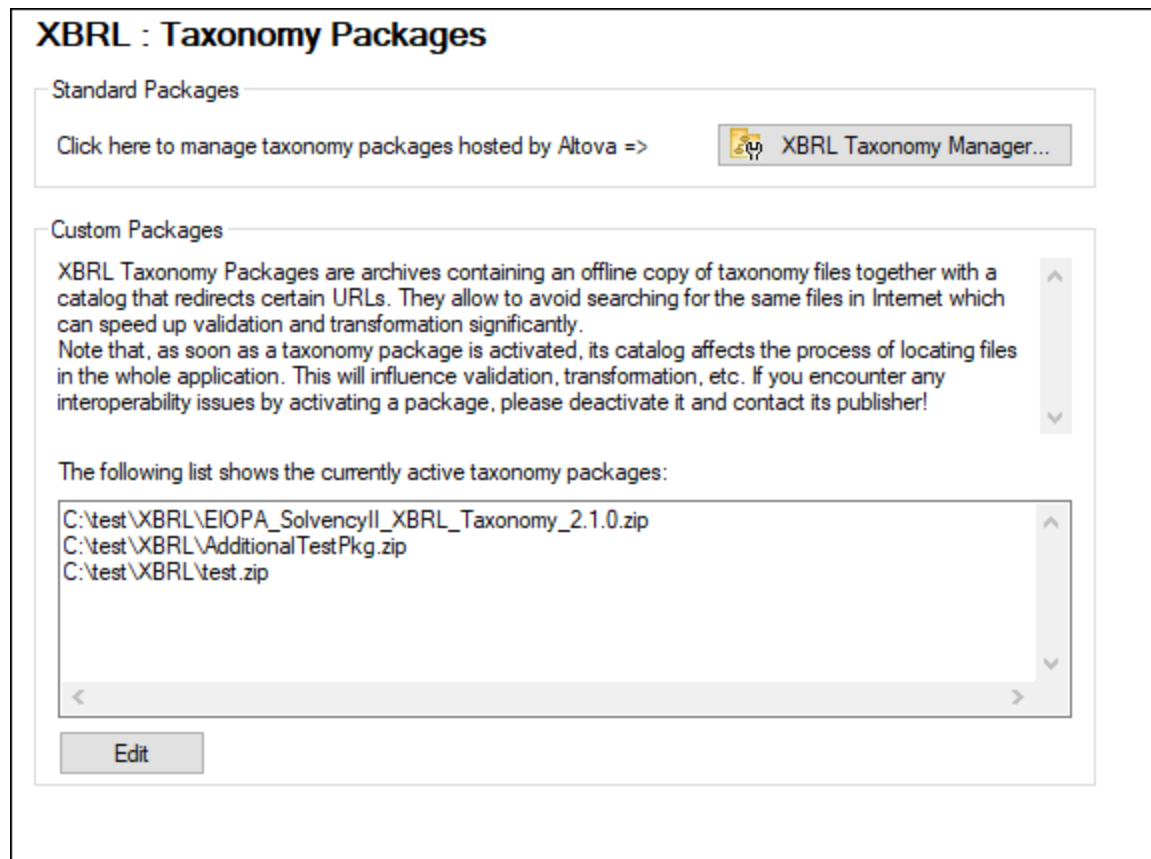 XBRL : Taxonomy Packages
Standard Packages
Click here to manage taxonomy packages hosted by Altova =>
XBRL Taxonomy Manager...
Custom Packages
XBRL Taxonomy Packages are archives containing an offline copy of taxonomy files together with a
catalog that redirects certain URLs. They allow to avoid searching for the same files in Internet which
can speed up validation and transformation significantly.
Note that, as soon as a taxonomy package is activated, its catalog affects the process of locating files
in the whole application. This will influence validation, transformation, etc. If you encounter any
interoperability issues by activating a package, please deactivate it and contact its publisher!
The following list shows the currently active taxonomy packages:
C:\test\XBRL\EIOPA_SolvencyII_XBRL_Taxonomy_2.1.0.zip
C:\test\XBRL\AdditionalTestPkg.zip
C:\test\XBRL\test.zip
Edit